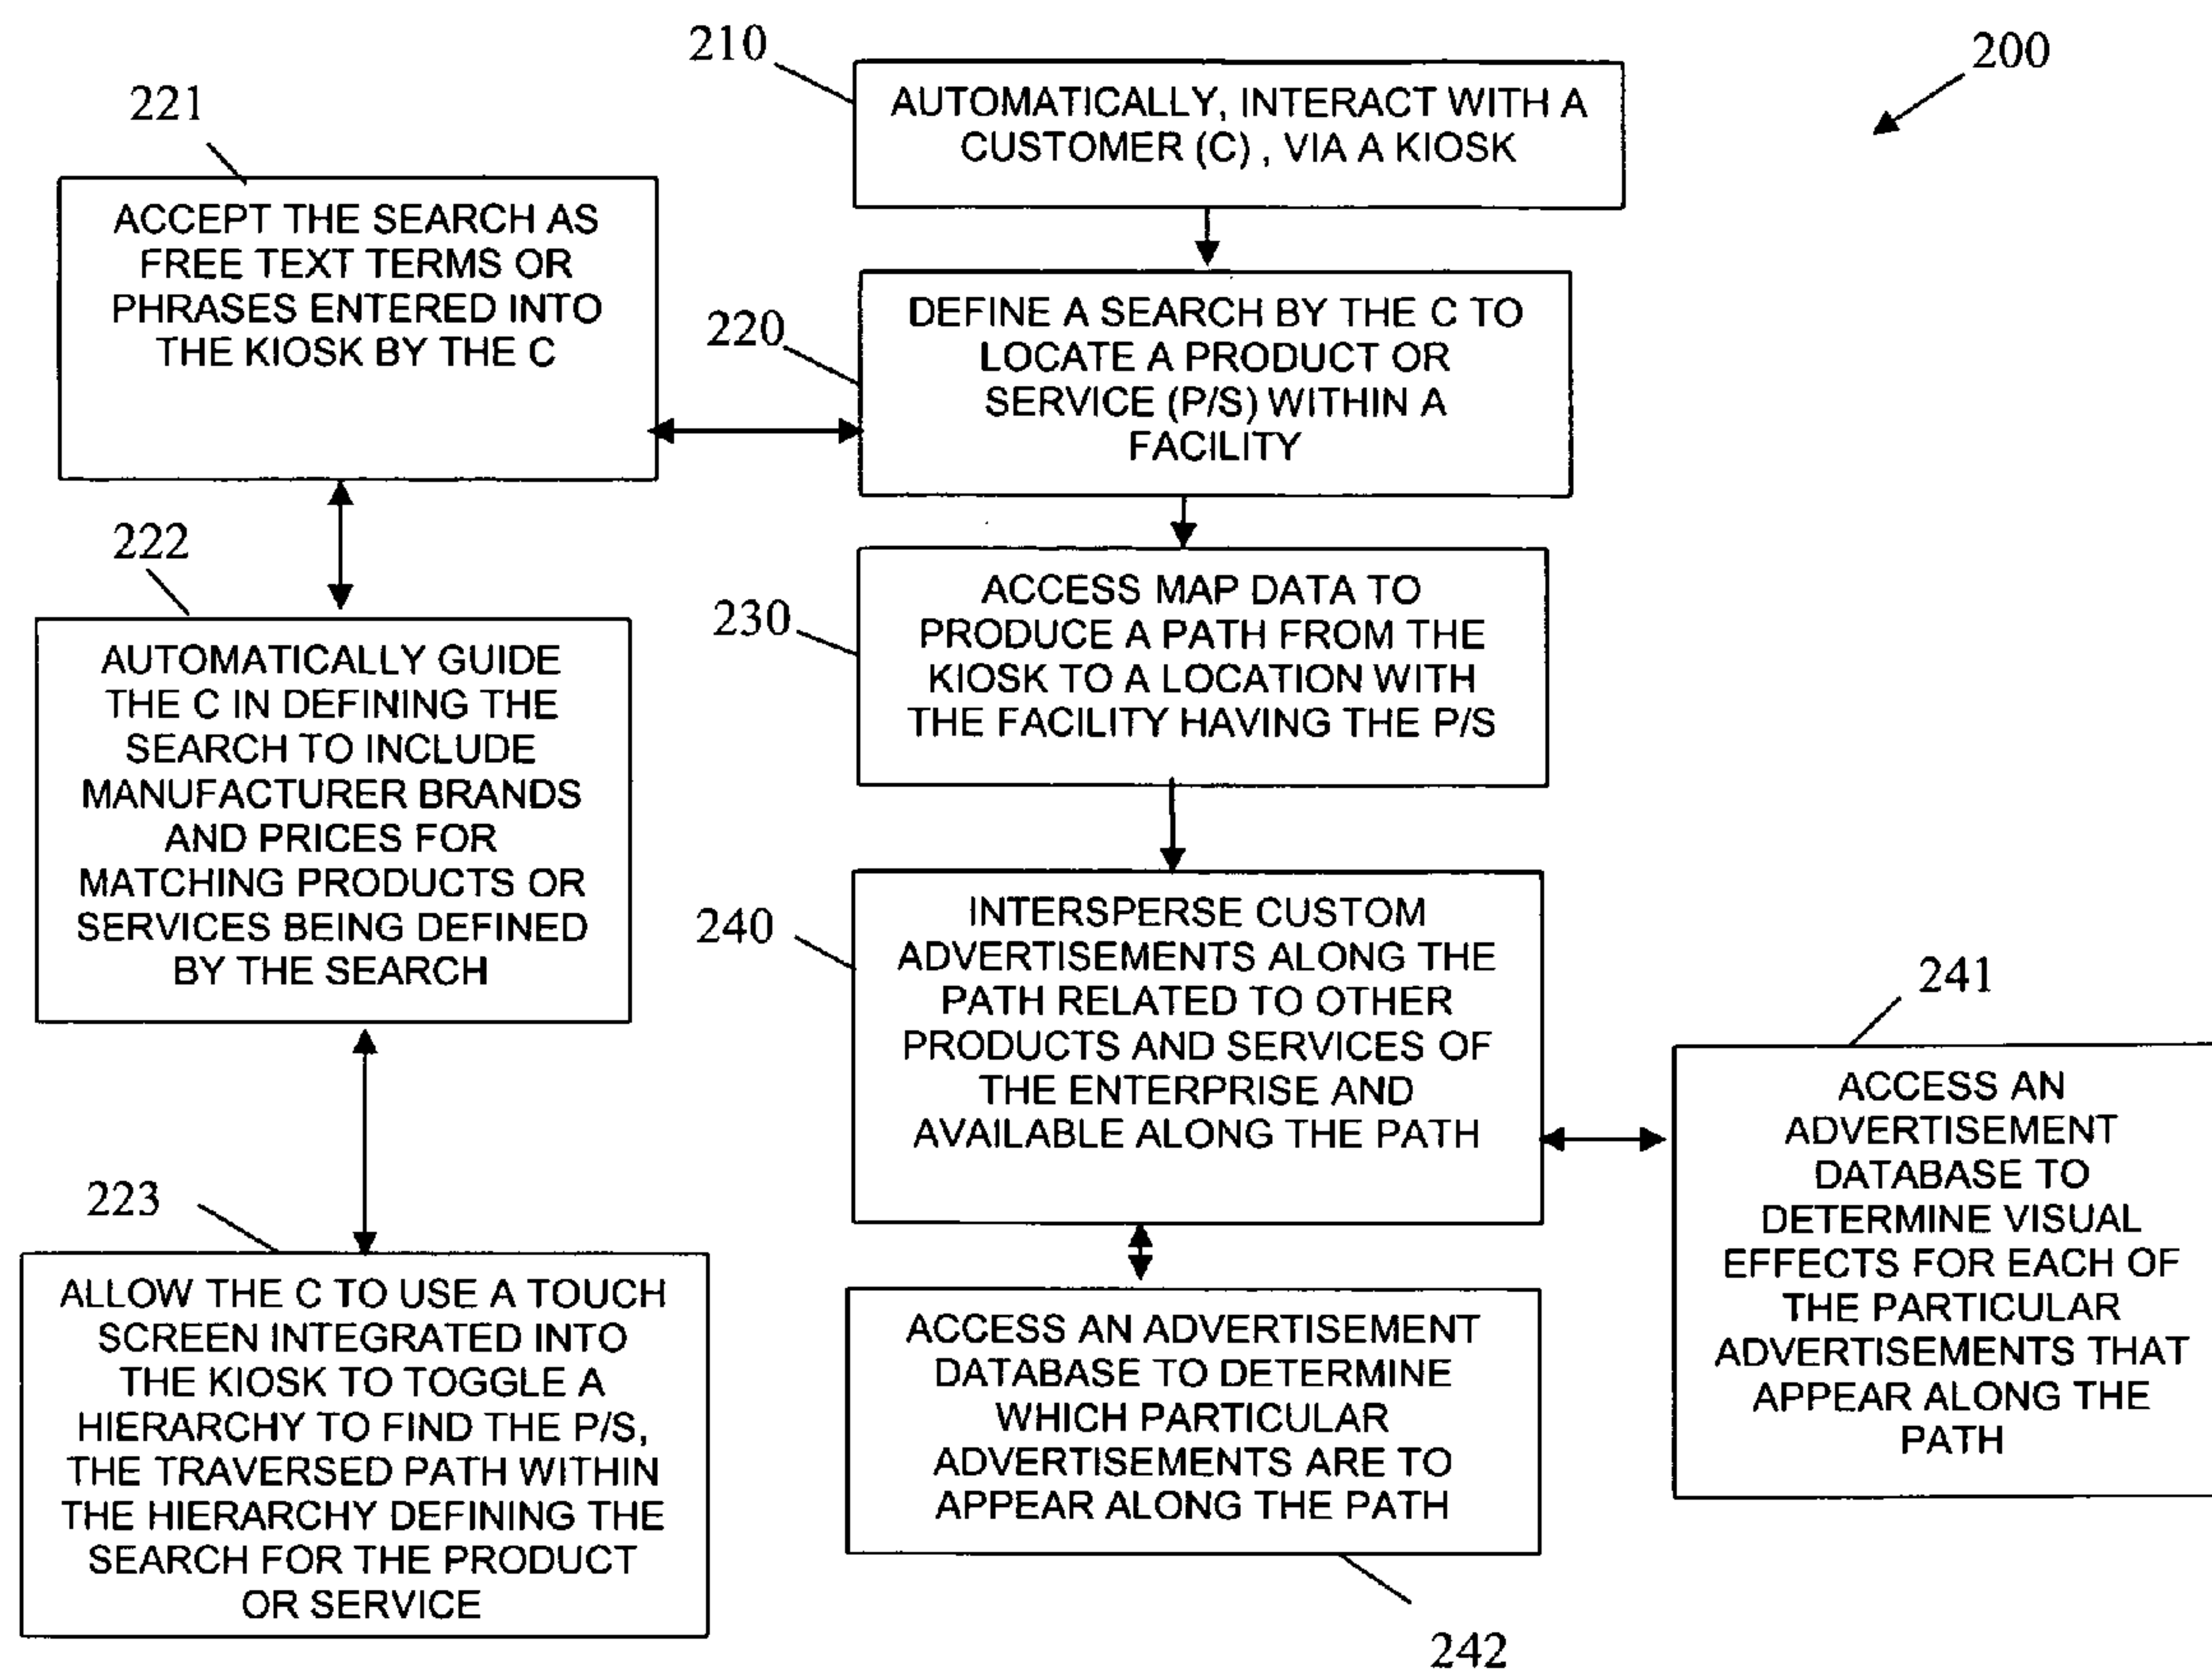 210
200
AUTOMATICALLY, INTERACT WITH A
CUSTOMER (C) , VIA A KIOSK
221
ACCEPT THE SEARCH AS
FREE TEXT TERMS OR
PHRASES ENTERED INTO
THE KIOSK BY THE C
220
DEFINE A SEARCH BY THE C TO
LOCATE A PRODUCT OR
SERVICE (P/S) WITHIN A
FACILITY
222
AUTOMATICALLY GUIDE
THE C IN DEFINING THE
SEARCH TO INCLUDE
MANUFACTURER BRANDS
AND PRICES FOR
MATCHING PRODUCTS OR
SERVICES BEING DEFINED
BY THE SEARCH
230
ACCESS MAP DATA TO
PRODUCE A PATH FROM THE
KIOSK TO A LOCATION WITH
THE FACILITY HAVING THE P/S
240
INTERSPERSE CUSTOM
ADVERTISEMENTS ALONG THE
PATH RELATED TO OTHER
PRODUCTS AND SERVICES OF
THE ENTERPRISE AND
AVAILABLE ALONG THE PATH
241
ACCESS AN
ADVERTISEMENT
DATABASE TO
DETERMINE VISUAL
EFFECTS FOR EACH OF
THE PARTICULAR
ADVERTISEMENTS THAT
APPEAR ALONG THE
PATH
223
ALLOW THE C TO USE A TOUCH
SCREEN INTEGRATED INTO
THE KIOSK TO TOGGLE A
HIERARCHY TO FIND THE P/S,
THE TRAVERSED PATH WITHIN
THE HIERARCHY DEFINING THE
SEARCH FOR THE PRODUCT
OR SERVICE
ACCESS AN ADVERTISEMENT
DATABASE TO DETERMINE
WHICH PARTICULAR
ADVERTISEMENTS ARE TO
APPEAR ALONG THE PATH
242